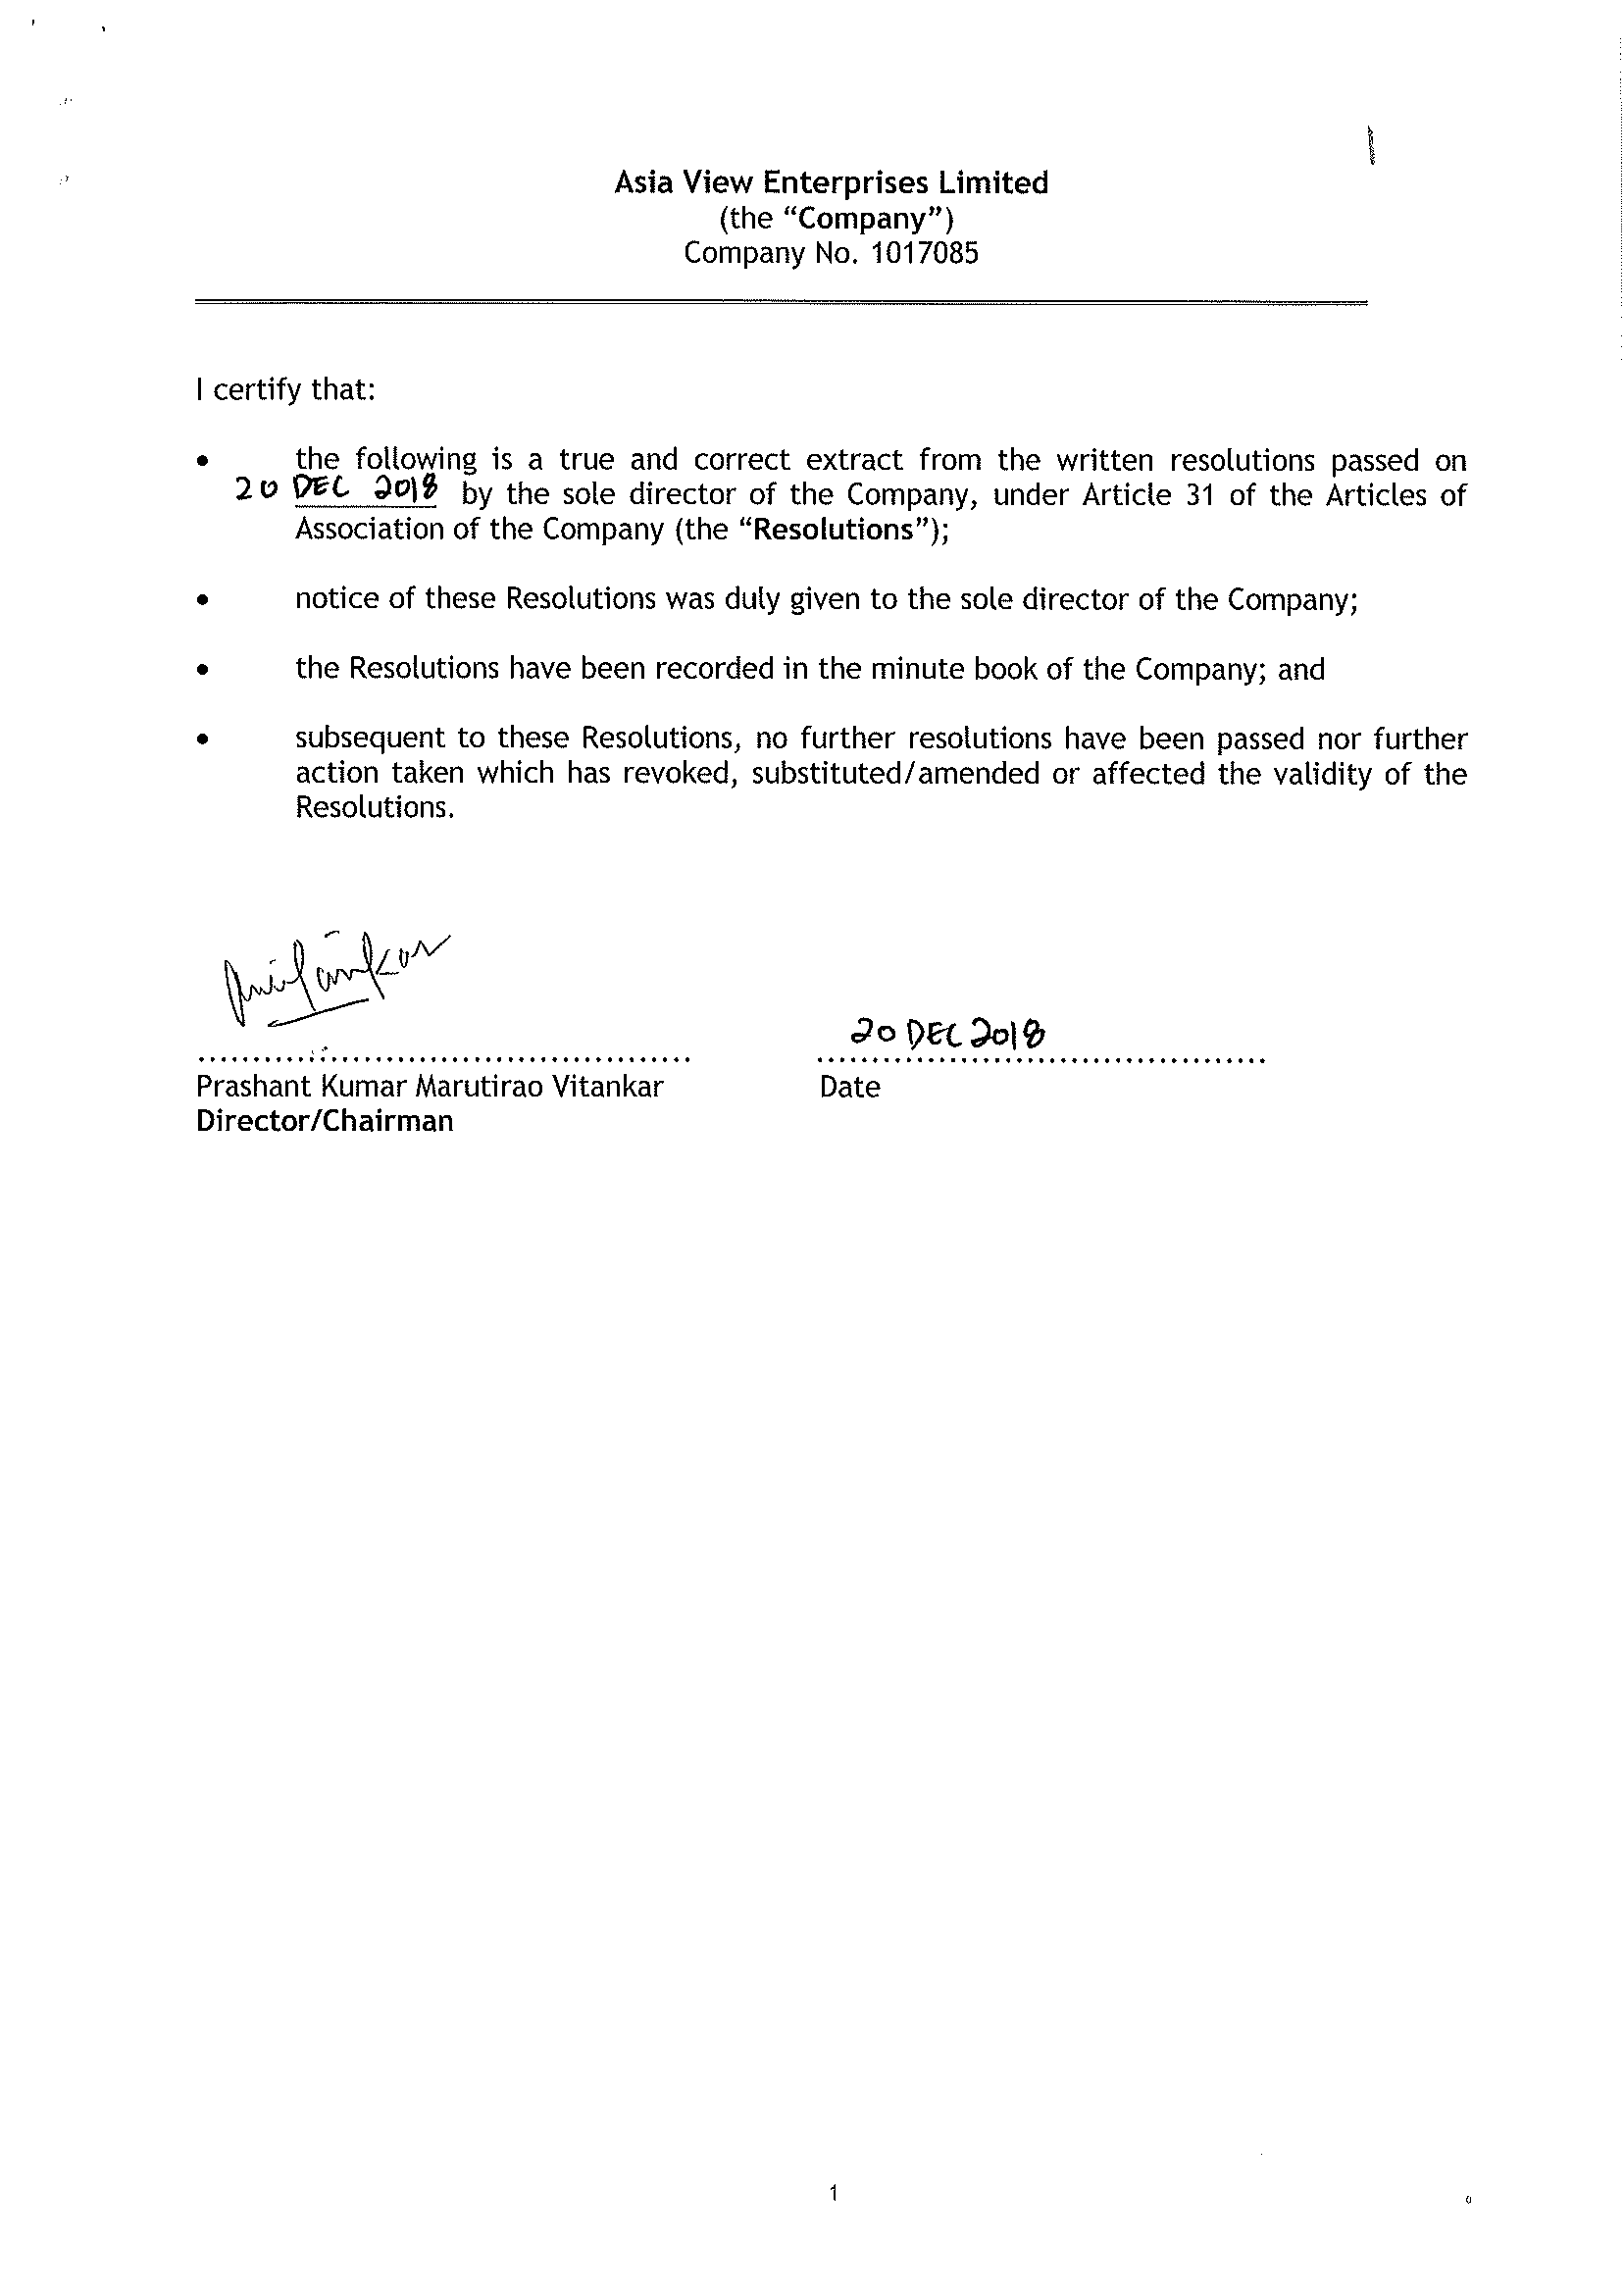 Asia View Enterprises Limited
(the “Company”)
Company No. 1017085
I certify that:
• the following is a true and correct extract from the written resolutions passed on
20 DEC 2018 by the sole director of the Company, under Article 31 of the Articles of
Association of the Company (the “Resolutions”);
• notice of these Resolutions was duly given to the sole director of the Company;
• the Resolutions have been recorded in the minute book of the Company; and
• subsequent to these Resolutions, no further resolutions have been passed nor further
action taken which has revoked, substituted/amended or affected the validity of the
Resolutions.
20 DEC 2018
Prashant Kumar Marutirao Vitankar Date
Director/Chairman
1